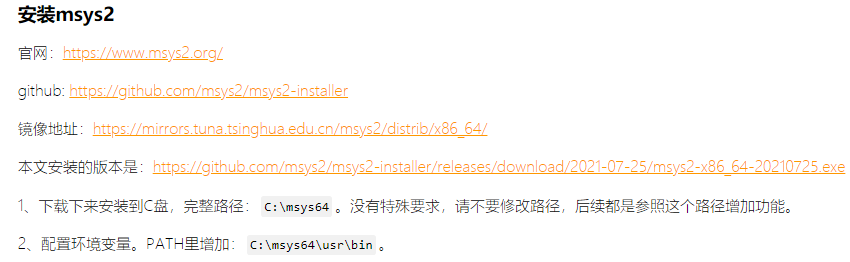 安装msys2
官网：https://www.msys2.org/
github: https://github.com/msys2/msys2-installer
镜像地址：https://mirrors.tuna.tsinghua.edu.cn/msys2/distrib/x86_64/
本文安装的版本是：https://github.com/msys2/msys2-installer/releases/download/2021-07-25/msys2-x86_64-20210725.exe
1、下载下来安装到C盘，完整路径：C:\msys64。没有特殊要求，请不要修改路径，后续都是参照这个路径增加功能。
2、配置环境变量。PATH里增加：C:\msys64\usr\bin。